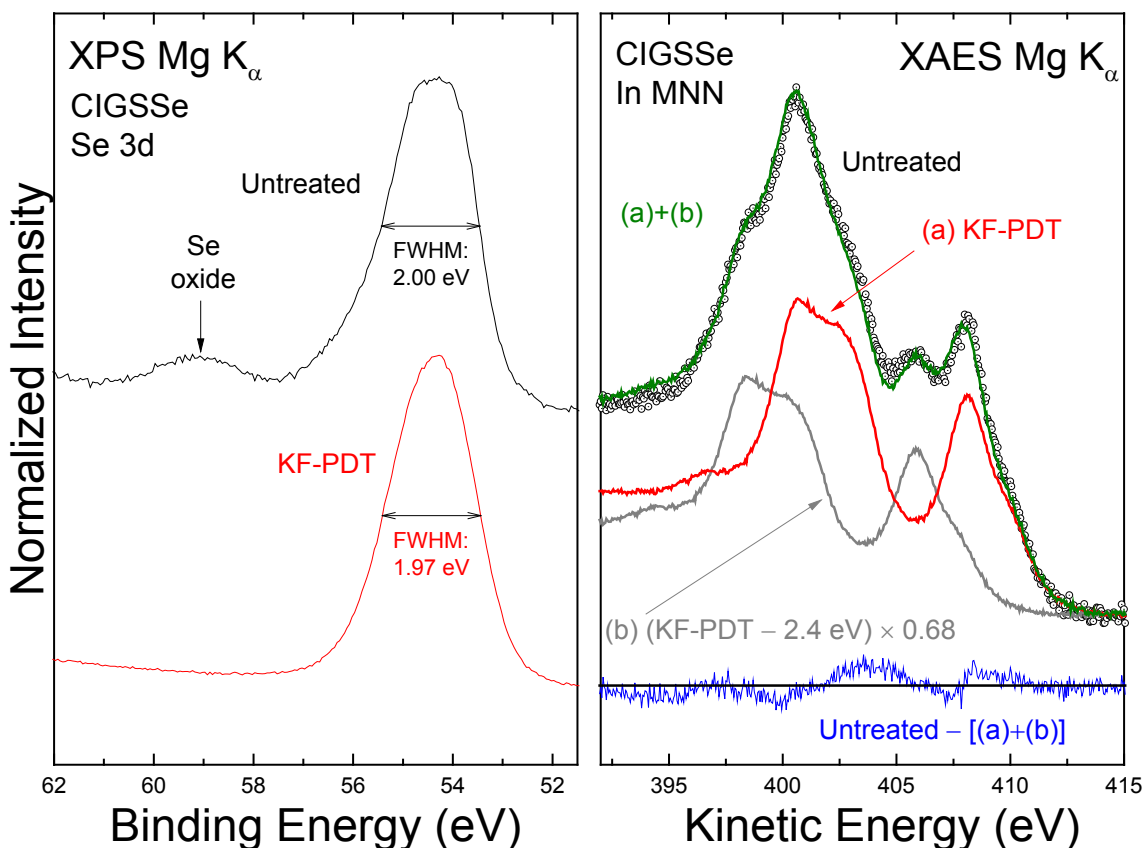 XPS Mg Kα
CIGSSe
Se 3d
Untreated
FWHM:
2.00 eV
Se
oxide
KF-PDT
FWHM:
1.97 eV
Normalized Intensity
62 60 58 56 54 52
Binding Energy (eV)
CIGSSe
In MNN
XAES Mg Kα
Untreated
(a)+(b)
(a) KF-PDT
(b) (KF-PDT – 2.4 eV) × 0.68
Untreated – [(a)+(b)]
395 400 405 410 415
Kinetic Energy (eV)